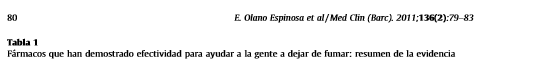 80 E. Olano Espinosa et al / Med Clin (Barc). 2011;136(2):79–83
Tabla 1
Fármacos que han demostrado efectividad para ayudar a la gente a dejar de fumar: resumen de la evidencia